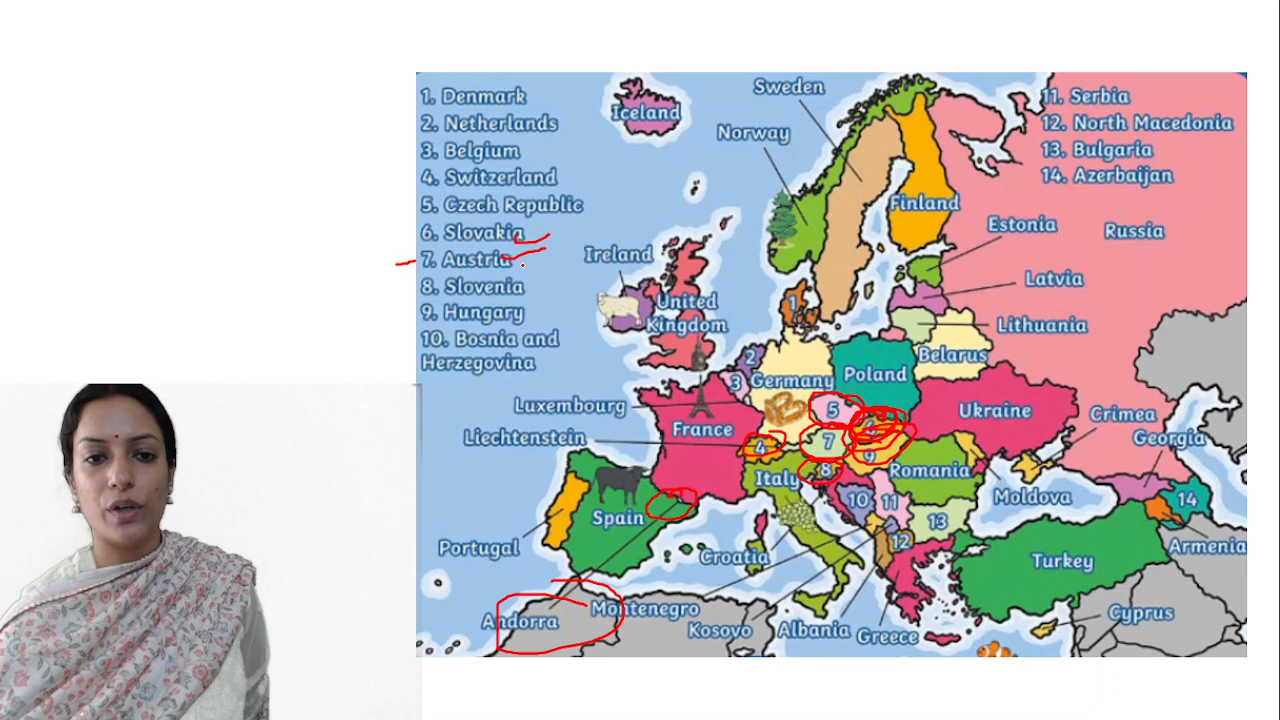 1. Denmark
2. Netherlands
3. Belgium
4. Switzerland
5. Czech Republic
6. Slovakia
7. Austria
8. Slovenia
9. Hungary
10. Bosnia and
Herzegovina
11. Serbia
12. North Macedonia
13. Bulgaria
14. Azerbaijan
Iceland
Sweden
Norway
Finland
Estonia
Russia
Ireland
Latvia
United
Kingdom
1
Lithuania
2
Belarus
3
Germany
Poland
Luxembourg
5
Ukraine
Crimea
France
6
Liechtenstein
4
7
Georgia
9
Italy
8
Romania
Moldova
10
11
14
Spain
13
Portugal
12
Armenia
Croatia
Turkey
Andorra
Montenegro
Kosovo
Albania
Greece
Cyprus